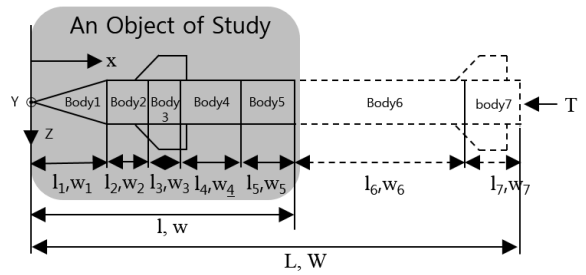 An Object of Study
x
Y
Body1 Body2 Body 3 Body4 Body5 Body6 body7
T
Z
l₁,w₁ l₂,w₂ l₃,w₃ l₄,w₄ l₅,w₅ l₆,w₆ l₇,w₇
l, w
L, W